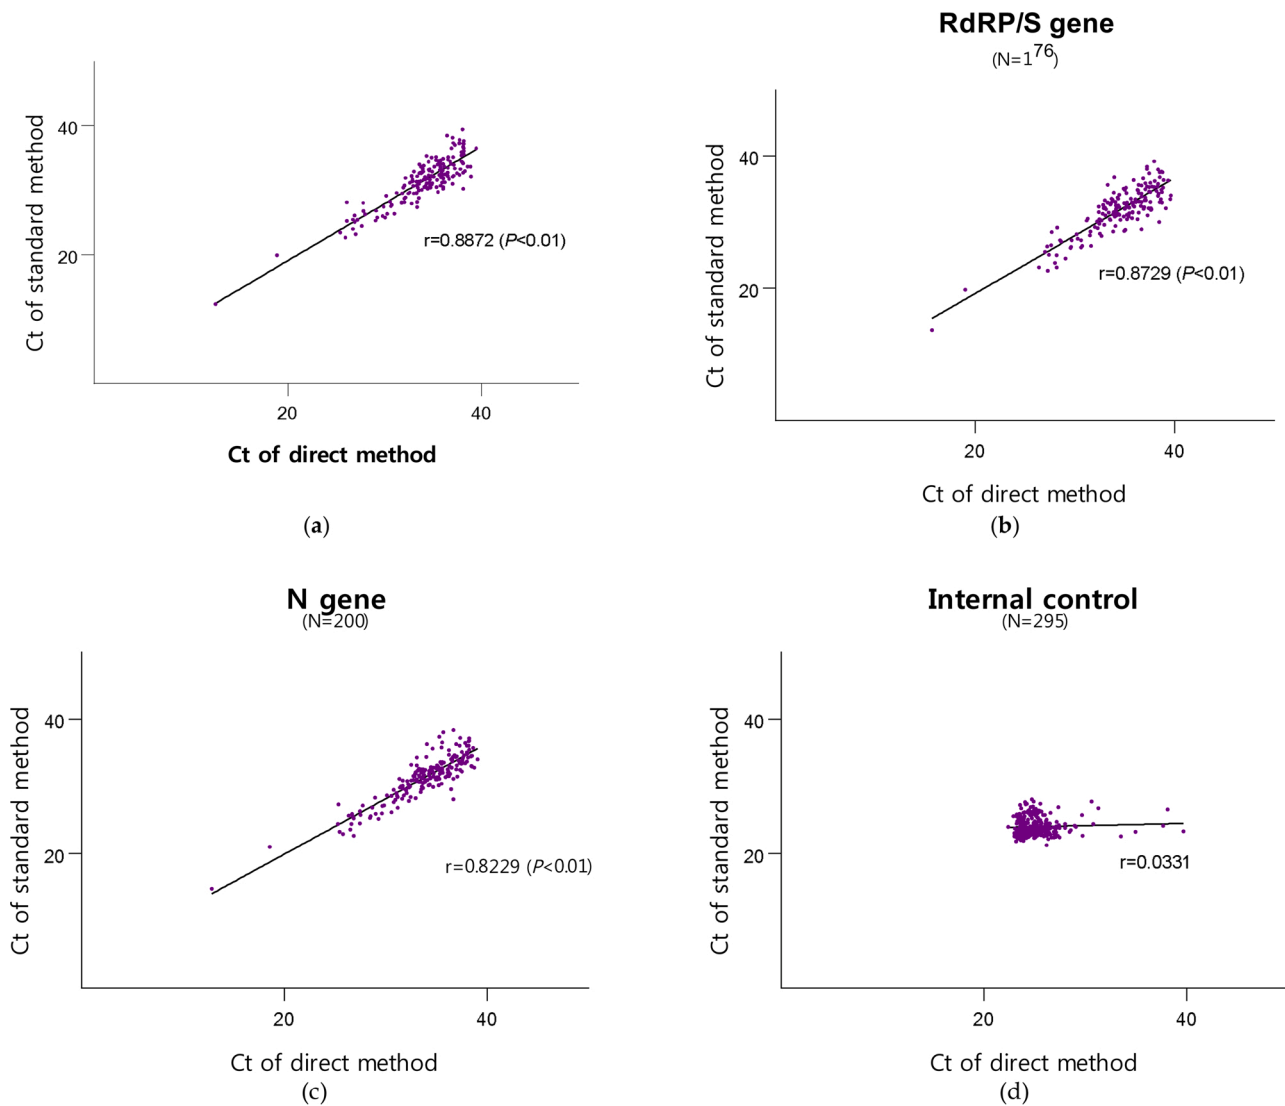 40
20
20
40
Ct of standard method
r=0.8872 (P<0.01)
Ct of direct method
(a)
RdRP/S gene
(N=176)
40
20
20
40
Ct of standard method
r=0.8729 (P<0.01)
Ct of direct method
(b)
N gene
(N=200)
40
20
20
40
Ct of standard method
r=0.8229 (P<0.01)
Ct of direct method
(c)
Internal control
(N=295)
40
20
20
40
Ct of standard method
r=0.0331
Ct of direct method
(d)